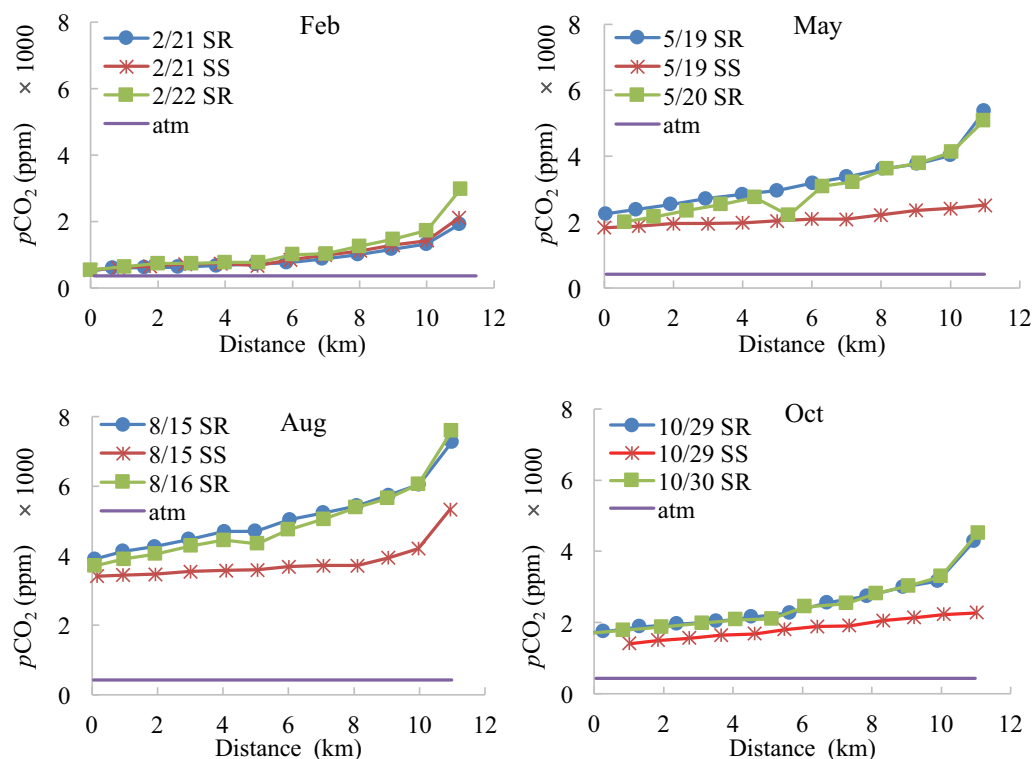 Feb
2/21 SR
2/21 SS
2/22 SR
atm
pCO₂ (ppm) × 1000
8
6
4
2
0
0 2 4 6 8 10 12
Distance (km)
May
5/19 SR
5/19 SS
5/20 SR
atm
pCO₂ (ppm) × 1000
8
6
4
2
0
0 2 4 6 8 10 12
Distance (km)
Aug
8/15 SR
8/15 SS
8/16 SR
atm
pCO₂ (ppm) × 1000
8
6
4
2
0
0 2 4 6 8 10 12
Distance (km)
Oct
10/29 SR
10/29 SS
10/30 SR
atm
pCO₂ (ppm) × 1000
8
6
4
2
0
0 2 4 6 8 10 12
Distance (km)